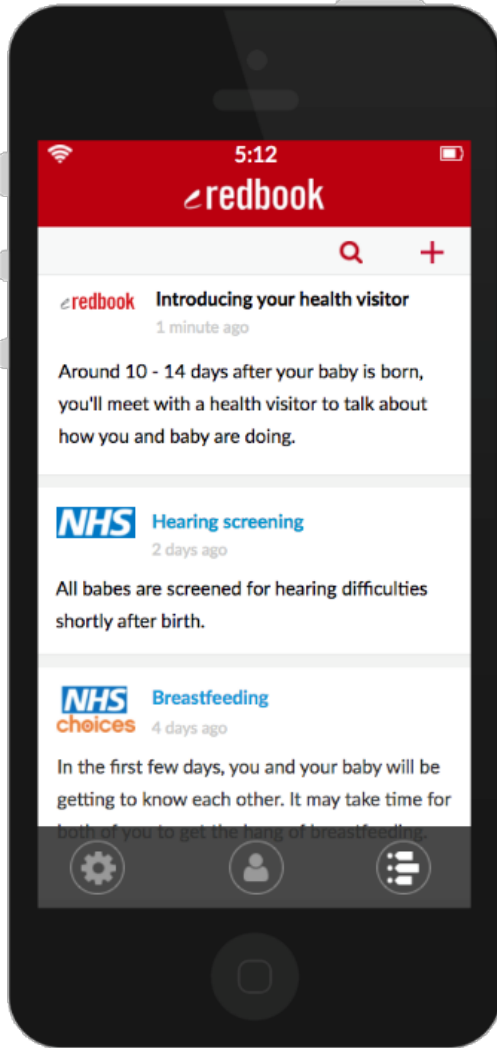 5:12
eredbook
eredbook Introducing your health visitor
1 minute ago
Around 10 - 14 days after your baby is born,
you'll meet with a health visitor to talk about
how you and baby are doing.
NHS Hearing screening
2 days ago
All babes are screened for hearing difficulties
shortly after birth.
NHS Breastfeeding
choices 4 days ago
In the first few days, you and your baby will be
getting to know each other. It may take time for
both of you to get the hang of breastfeeding.